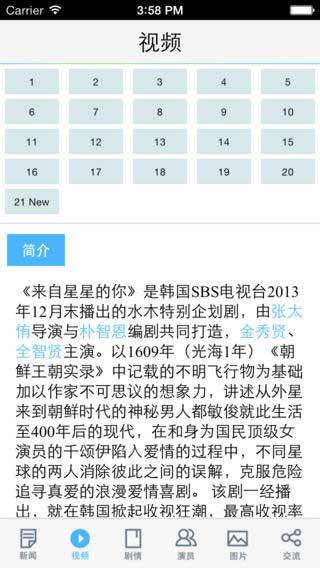 Carrier 3:58 PM
视频
1 2 3 4 5
6 7 8 9 10
11 12 13 14 15
16 17 18 19 20
21 New
简介
《来自星星的你》是韩国SBS电视台2013
年12月末播出的水木特别企划剧，由张太
侑导演与朴智恩编剧共同打造，金秀贤、
全智贤主演。以1609年（光海1年）《朝
鲜王朝实录》中记载的不明飞行物为基础
加以作家不可思议的想象力，讲述从外星
来到朝鲜时代的神秘男人都敏俊就此生活
至400年后的现代，在和身为国民顶级女
演员的千颂伊陷入爱情的过程中，不同星
球的两人消除彼此之间的误解，克服危险
追寻真爱的浪漫爱情喜剧。 该剧一经播
出，就在韩国掀起收视狂潮，最高收视率
新闻 视频 剧情 演员 图片 交流